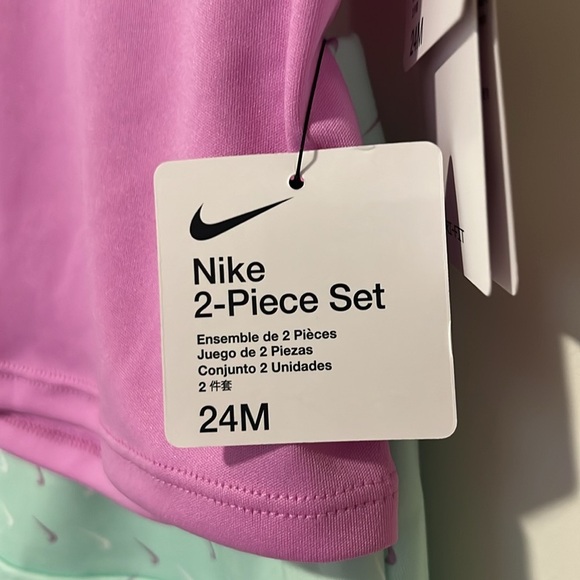 24M
Nike
2-Piece Set
Ensemble de 2 Pièces
Juego de 2 Piezas
Conjunto 2 Unidades
2 件套
24M